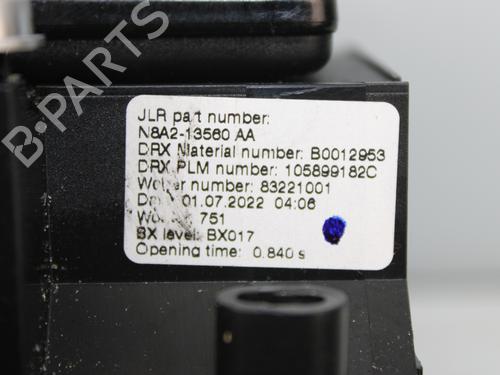 JLR part number:
N8A2-13560 AA
DRX Material number: B0012953
DRX PLM number: 105899182C
number: 83221001
01.07.2022 04:06
751
BX level: BX017
Opening time: 0.840 s